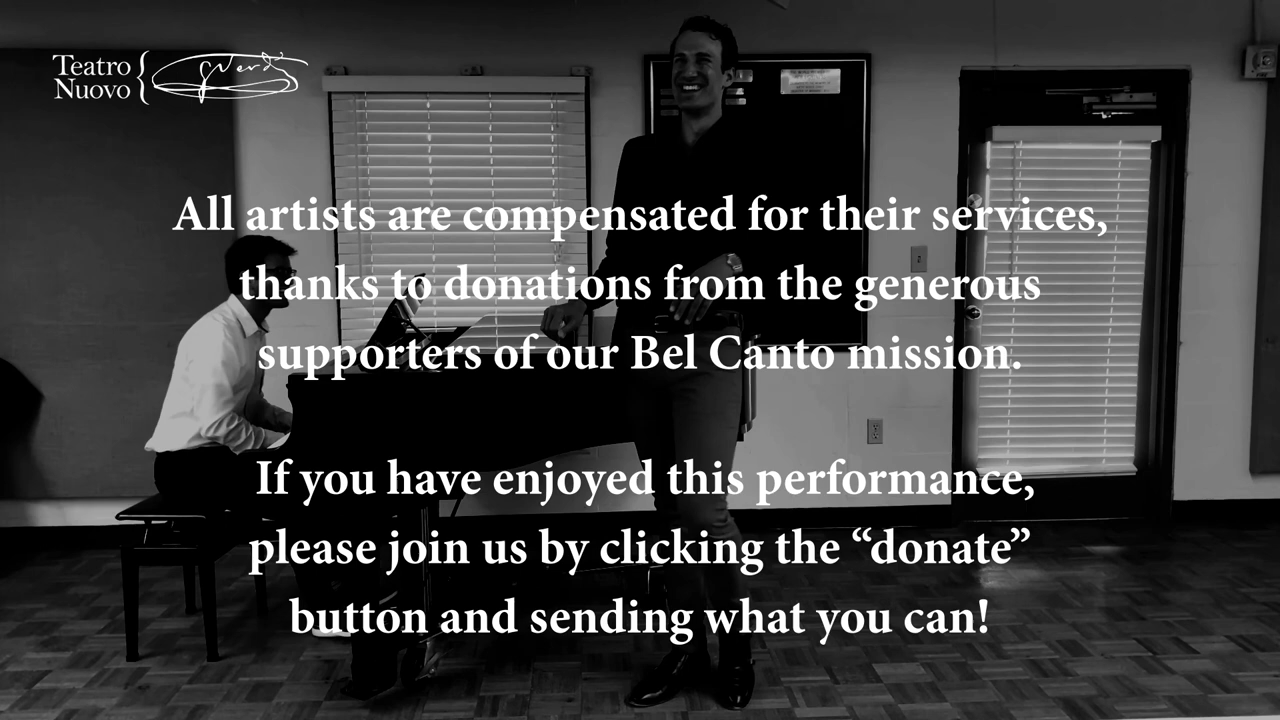 Teatro
Nuovo
G Verdi
All artists are compensated for their services,
thanks to donations from the generous
supporters of our Bel Canto mission.
If you have enjoyed this performance,
please join us by clicking the “donate”
button and sending what you can!